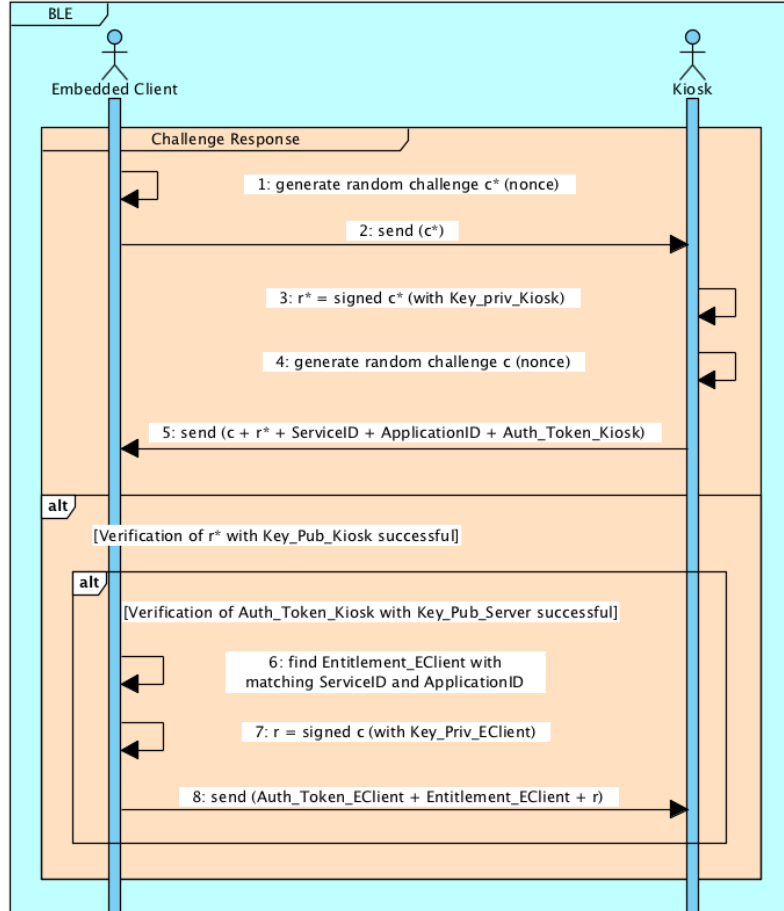 BLE
Embedded Client
Kiosk
Challenge Response
1: generate random challenge c* (nonce)
2: send (c*)
3: r* = signed c* (with Key_priv_Kiosk)
4: generate random challenge c (nonce)
5: send (c + r* + ServiceID + ApplicationID + Auth_Token_Kiosk)
alt
[Verification of r* with Key_Pub_Kiosk successful]
alt
[Verification of Auth_Token_Kiosk with Key_Pub_Server successful]
6: find Entitlement_EClient with
matching ServiceID and ApplicationID
7: r = signed c (with Key_Priv_EClient)
8: send (Auth_Token_EClient + Entitlement_EClient + r)